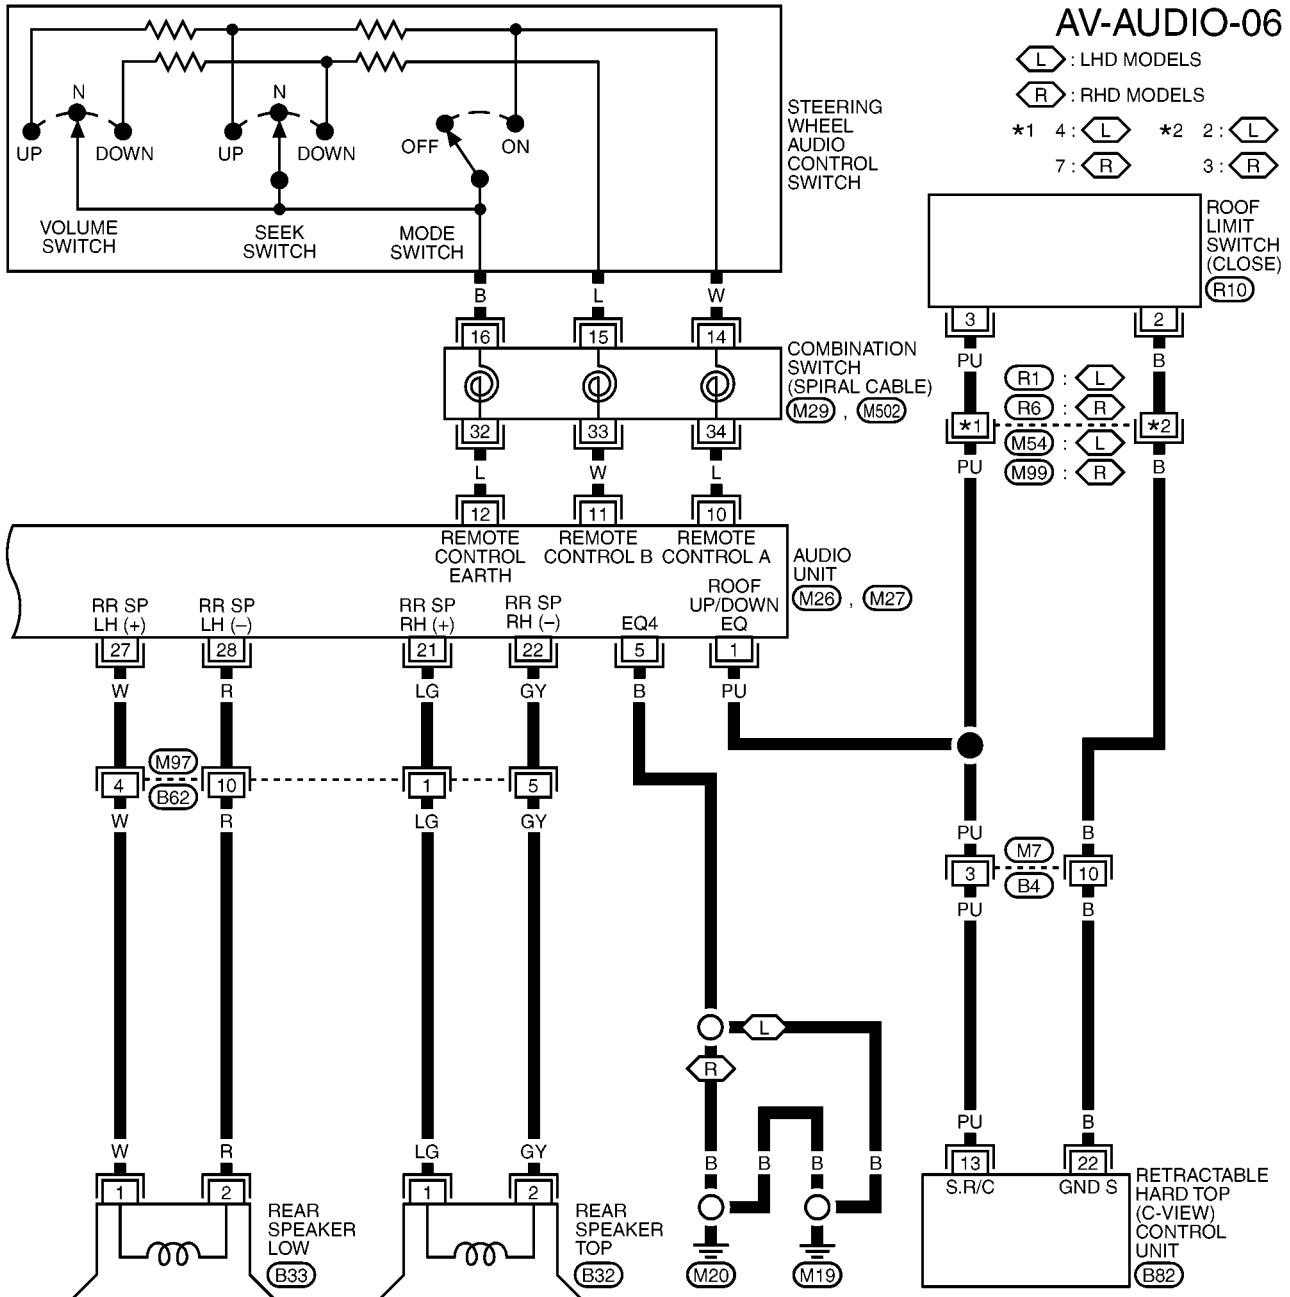 AV-AUDIO-06
L : LHD MODELS
R : RHD MODELS
*1 4 : L *2 2 : L
7 : R 3 : R
N N
UP DOWN UP DOWN OFF ON
VOLUME
SWITCH
SEEK
SWITCH
MODE
SWITCH
STEERING
WHEEL
AUDIO
CONTROL
SWITCH
ROOF
LIMIT
SWITCH
(CLOSE)
R10
3 2
PU B
B L W
16 15 14
COMBINATION
SWITCH
(SPIRAL CABLE)
M29 , M502
32 33 34
L W L
12 11 10
R1 : L
R6 : R
*1 *2
M54 : L
M99 : R
PU B
REMOTE
CONTROL
EARTH
REMOTE
CONTROL B
REMOTE
CONTROL A
AUDIO
UNIT
M26 , M27
RR SP
LH (+)
RR SP
LH (–)
RR SP
RH (+)
RR SP
RH (–)
EQ4
ROOF
UP/DOWN
EQ
27 28 21 22 5 1
W R LG GY B PU
M97
4 10 1 5
B62
W R LG GY
PU B
M7
3 10
B4
PU B
L
R
PU B
W R LG GY
B B B B
1 2 1 2
13 22
S.R/C GND S
REAR
SPEAKER
LOW
B33
REAR
SPEAKER
TOP
B32
M20 M19
RETRACTABLE
HARD TOP
(C-VIEW)
CONTROL
UNIT
B82